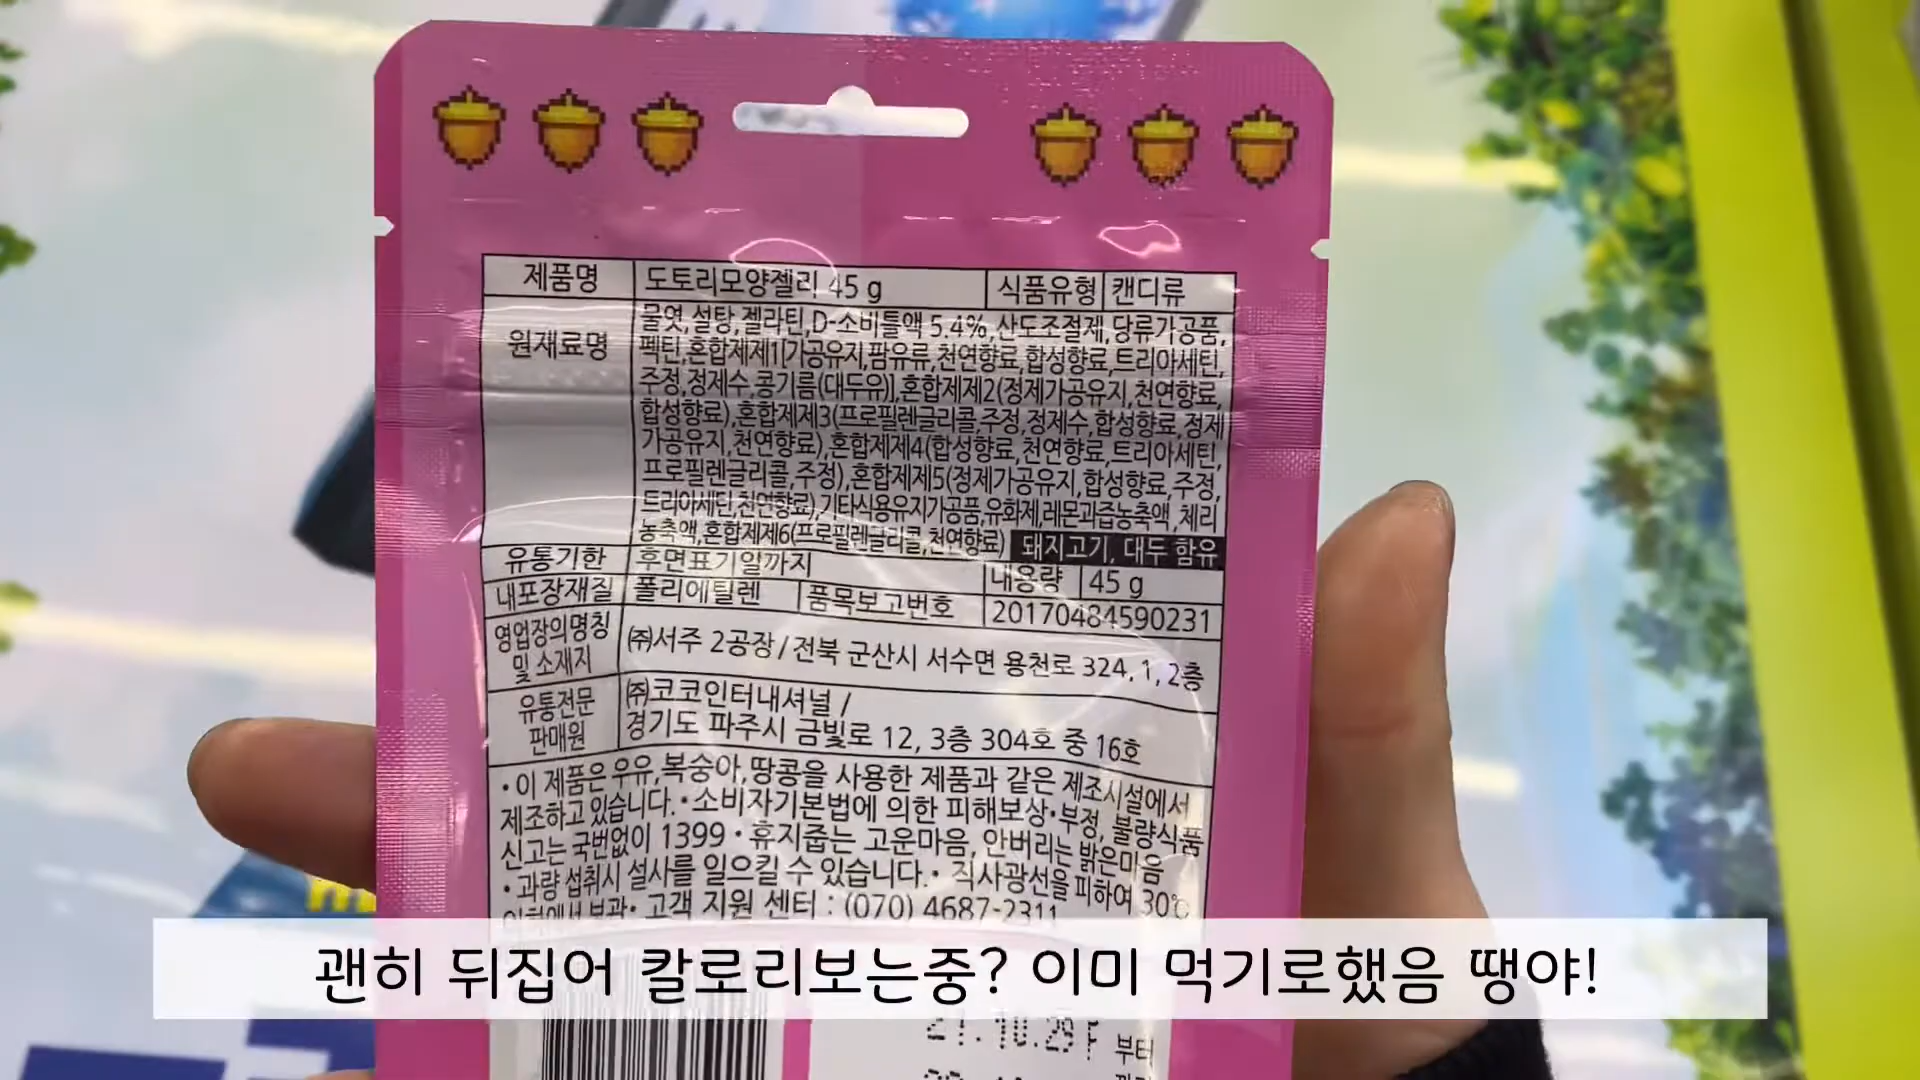 제품명 도토리모양젤리 45 g 식품유형 캔디류
원재료명 물엿,설탕,젤라틴,D-소비톨액 5.4%,산도조절제,당류가공품,
펙틴,혼합제제1[가공유지,팜유류,천연향료,합성향료,트리아세틴,
주정,정제수,콩기름(대두유)],혼합제제2(정제가공유지,천연향료,
합성향료),혼합제제3(프로필렌글리콜,주정,정제수,합성향료,정제
가공유지,천연향료),혼합제제4(합성향료,천연향료,트리아세틴,
프로필렌글리콜,주정),혼합제제5(정제가공유지,합성향료,주정,
트리아세틴,천연향료),기타식용유지가공품,유화제,레몬과즙농축액,체리
농축액,혼합제제6(프로필렌글리콜,천연향료) 돼지고기, 대두 함유
유통기한 후면표기일까지 내용량 45 g
내포장재질 폴리에틸렌 품목보고번호 20170484590231
영업장의명칭 및 소재지 ㈜서주 2공장/전북 군산시 서수면 용천로 324, 1, 2층
유통전문 판매원 ㈜코코인터내셔널 /
경기도 파주시 금빛로 12, 3층 304호 중 16호
•이 제품은 우유,복숭아,땅콩을 사용한 제품과 같은 제조시설에서
제조하고 있습니다.•소비자기본법에 의한 피해보상•부정, 불량식품
신고는 국번없이 1399 • 휴지줍는 고운마음, 안버리는 밝은마음
•과량 섭취시 설사를 일으킬 수 있습니다.• 직사광선을 피하여 30℃
이하에서 보관• 고객 지원 센터 : (070) 4687-2311
괜히 뒤집어 칼로리보는중? 이미 먹기로했음 땡야!
10.29 F 부터